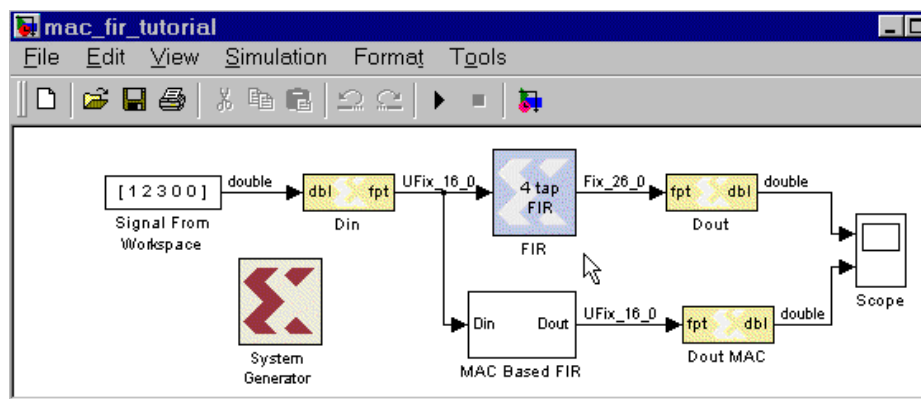 mac_fir_tutorial
File Edit View Simulation Format Tools
[1 2 3 0 0]
double
dbl fpt
UFix_16_0
4 tap
FIR
Fix_26_0
fpt dbl
double
Signal From
Workspace
Din
FIR
Dout
Scope
System
Generator
Din Dout
UFix_16_0
fpt dbl
double
MAC Based FIR
Dout MAC